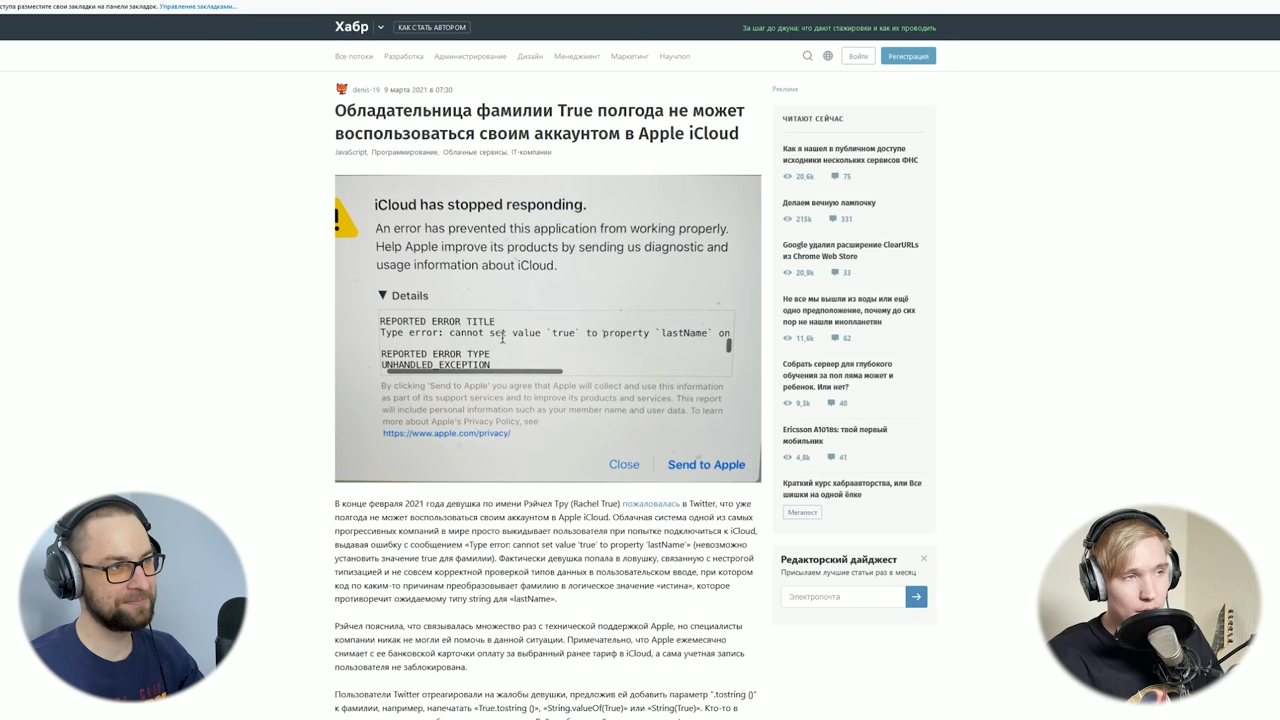 ступа разместите свои закладки на панели закладок. Управление закладками...
Хабр
КАК СТАТЬ АВТОРОМ
За шаг до джуна: что дают стажировки и как их проводить
Все потоки Разработка Администрирование Дизайн Менеджмент Маркетинг Научпоп
Войти
Регистрация
denis-19 9 марта 2021 в 07:30
Обладательница фамилии True полгода не может
воспользоваться своим аккаунтом в Apple iCloud
JavaScript, Программирование, Облачные сервисы, IT-компании
iCloud has stopped responding.
An error has prevented this application from working properly.
Help Apple improve its products by sending us diagnostic and
usage information about iCloud.
▼ Details
REPORTED ERROR TITLE
Type error: cannot set value `true` to property `lastName` on
REPORTED ERROR TYPE
UNHANDLED_EXCEPTION
By clicking 'Send to Apple' you agree that Apple will collect and use this information
as part of its support services and to improve its products and services. This report
will include personal information such as your member name and user data. To learn
more about Apple's Privacy Policy, see
https://www.apple.com/privacy/
Close
Send to Apple
В конце февраля 2021 года девушка по имени Рэйчел Тру (Rachel True) пожаловалась в Twitter, что уже
полгода не может воспользоваться своим аккаунтом в Apple iCloud. Облачная система одной из самых
прогрессивных компаний в мире просто выкидывает пользователя при попытке подключиться к iCloud,
выдавая ошибку с сообщением «Type error: cannot set value 'true' to property 'lastName'» (невозможно
установить значение true для фамилии). Фактически девушка попала в ловушку, связанную с нестрогой
типизацией и не совсем корректной проверкой типов данных в пользовательском вводе, при котором
код по каким-то причинам преобразовывает фамилию в логическое значение «истина», которое
противоречит ожидаемому типу string для «lastName».
Рэйчел пояснила, что связывалась множество раз с технической поддержкой Apple, но специалисты
компании никак не могли ей помочь в данной ситуации. Примечательно, что Apple ежемесячно
снимает с ее банковской карточки оплату за выбранный ранее тариф в iCloud, а сама учетная запись
пользователя не заблокирована.
Пользователи Twitter отреагировали на жалобы девушки, предложив ей добавить параметр ".tostring ()"
к фамилии, например, напечатать «True.tostring ()», «String.valueOf(True)» или «String(True)». Кто-то в
Реклама
ЧИТАЮТ СЕЙЧАС
Как я нашел в публичном доступе
исходники нескольких сервисов ФНС
20,6k 75
Делаем вечную лампочку
215k 331
Google удалил расширение ClearURLs
из Chrome Web Store
20,9k 33
Не все мы вышли из воды или ещё
одно предположение, почему до сих
пор не нашли инопланетян
11,6k 62
Собрать сервер для глубокого
обучения за пол ляма может и
ребенок. Или нет?
9,3k 40
Ericsson A1018s: твой первый
мобильник
4,8k 41
Краткий курс хабраавторства, или Все
шишки на одной ёлке
Мегапост
Редакторский дайджест
Присылаем лучшие статьи раз в месяц
Электропочта